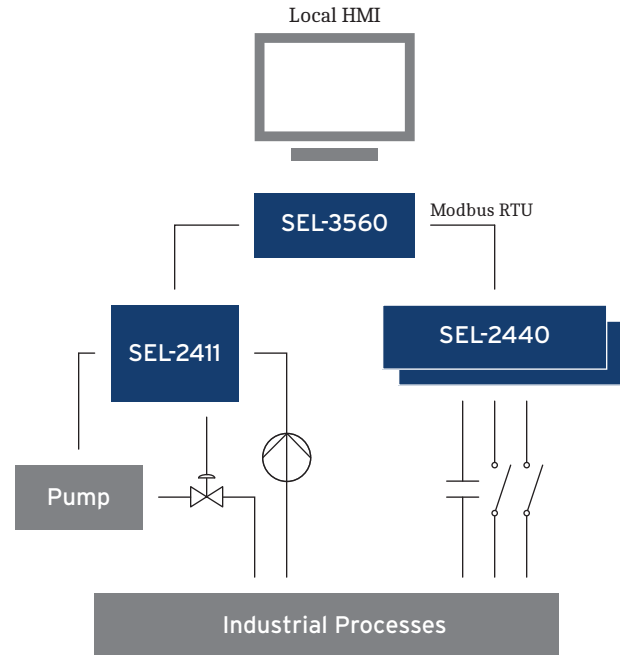 Local HMI
SEL-3560
Modbus RTU
SEL-2411
SEL-2440
Pump
Industrial Processes